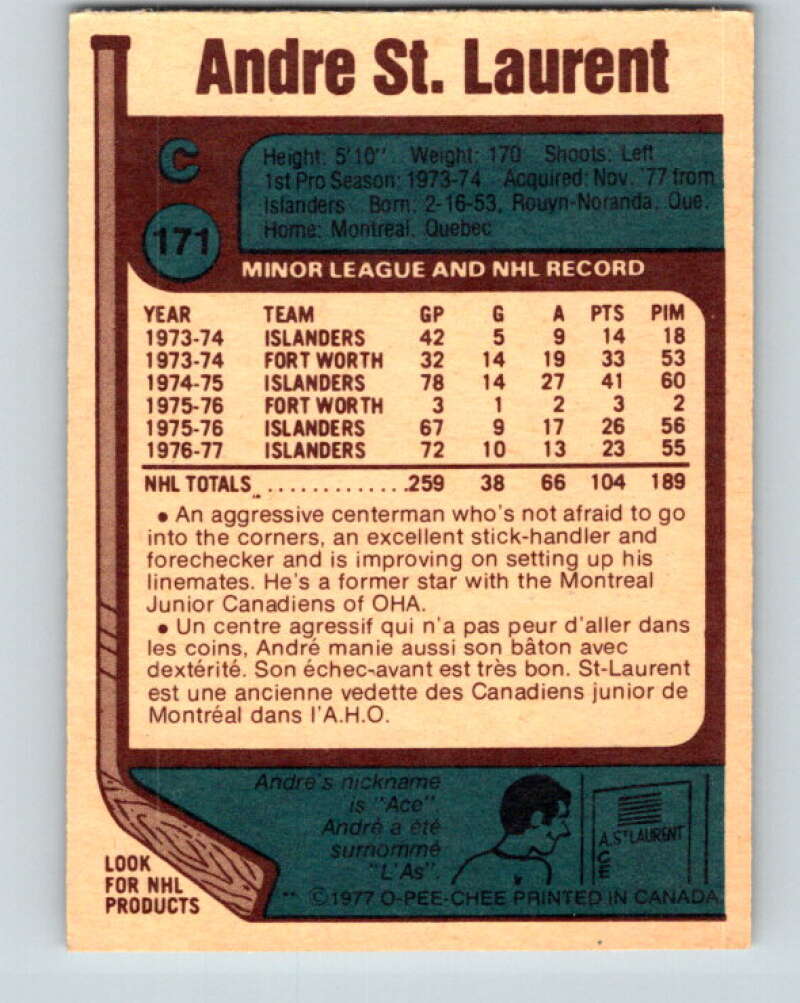 Andre St. Laurent
C
Height: 5'10" Weight: 170 Shoots: Left
1st Pro Season: 1973-74 Acquired: Nov. '77 from
Islanders Born: 2-16-53, Rouyn-Noranda, Que.
Home: Montreal, Quebec
171
MINOR LEAGUE AND NHL RECORD
YEAR TEAM GP G A PTS PIM
1973-74 ISLANDERS 42 5 9 14 18
1973-74 FORT WORTH 32 14 19 33 53
1974-75 ISLANDERS 78 14 27 41 60
1975-76 FORT WORTH 3 1 2 3 2
1975-76 ISLANDERS 67 9 17 26 56
1976-77 ISLANDERS 72 10 13 23 55
NHL TOTALS..............259 38 66 104 189
• An aggressive centerman who's not afraid to go
into the corners, an excellent stick-handler and
forechecker and is improving on setting up his
linemates. He's a former star with the Montreal
Junior Canadiens of OHA.
• Un centre agressif qui n'a pas peur d'aller dans
les coins, André manie aussi son bâton avec
dextérité. Son échec-avant est très bon. St-Laurent
est une ancienne vedette des Canadiens junior de
Montréal dans l'A.H.O.
Andre's nickname
is "Ace"
André a été
surnommé
"L'As".
A. ST LAURENT
ACE
LOOK
FOR NHL
PRODUCTS
©1977 O-PEE-CHEE PRINTED IN CANADA